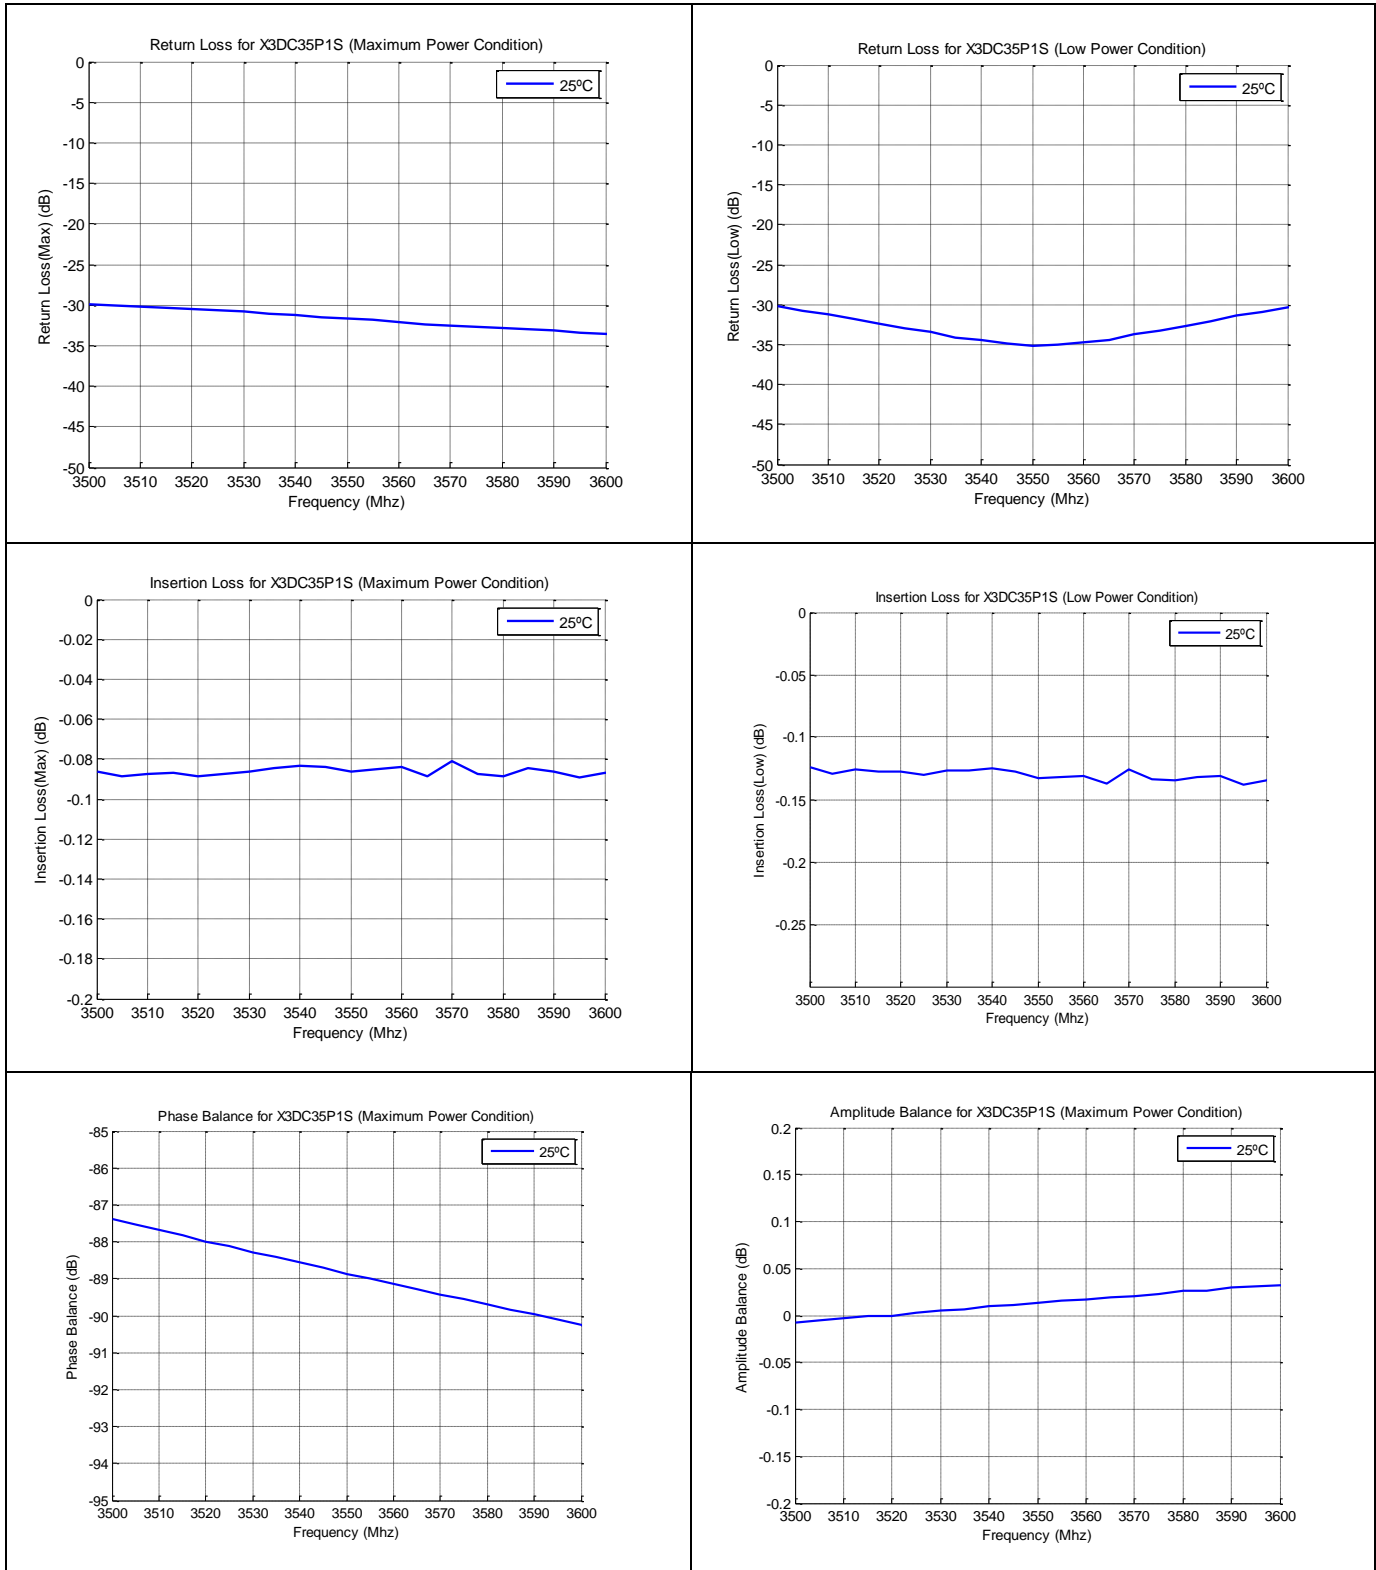 Return Loss for X3DC35P1S (Maximum Power Condition)
25ºC
0
-5
-10
-15
-20
-25
-30
-35
-40
-45
-50
Return Loss(Max) (dB)
3500 3510 3520 3530 3540 3550 3560 3570 3580 3590 3600
Frequency (Mhz)
Return Loss for X3DC35P1S (Low Power Condition)
25ºC
0
-5
-10
-15
-20
-25
-30
-35
-40
-45
-50
Return Loss(Low) (dB)
3500 3510 3520 3530 3540 3550 3560 3570 3580 3590 3600
Frequency (Mhz)
Insertion Loss for X3DC35P1S (Maximum Power Condition)
25ºC
0
-0.02
-0.04
-0.06
-0.08
-0.1
-0.12
-0.14
-0.16
-0.18
-0.2
Insertion Loss(Max) (dB)
3500 3510 3520 3530 3540 3550 3560 3570 3580 3590 3600
Frequency (Mhz)
Insertion Loss for X3DC35P1S (Low Power Condition)
25ºC
0
-0.05
-0.1
-0.15
-0.2
-0.25
Insertion Loss(Low) (dB)
3500 3510 3520 3530 3540 3550 3560 3570 3580 3590 3600
Frequency (Mhz)
Phase Balance for X3DC35P1S (Maximum Power Condition)
25ºC
-85
-86
-87
-88
-89
-90
-91
-92
-93
-94
-95
Phase Balance (dB)
3500 3510 3520 3530 3540 3550 3560 3570 3580 3590 3600
Frequency (Mhz)
Amplitude Balance for X3DC35P1S (Maximum Power Condition)
25ºC
0.2
0.15
0.1
0.05
0
-0.05
-0.1
-0.15
-0.2
Amplitude Balance (dB)
3500 3510 3520 3530 3540 3550 3560 3570 3580 3590 3600
Frequency (Mhz)